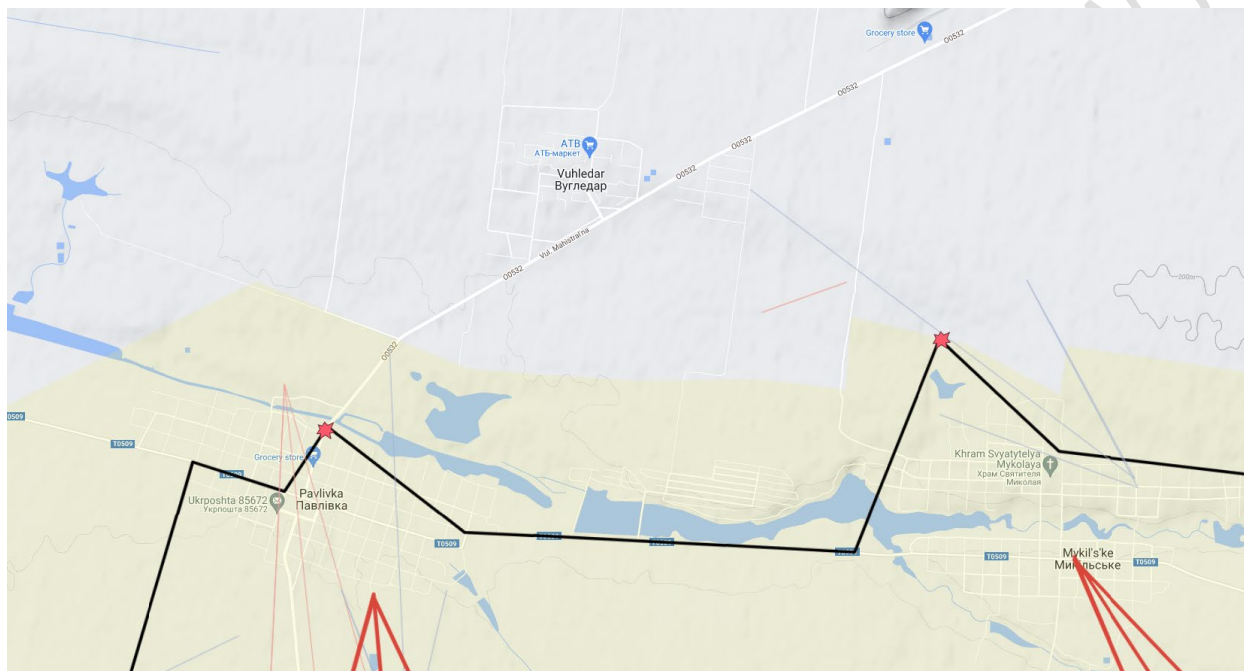 Grocery store
O0532
O0532
O0532
O0532
ATB
АТБ-маркет
Vuhledar
Вугледар
Vul. Mahistral'na
O0532
O0532
200m
T0509
T0509
T0509
Grocery store
Pavlivka
Павлівка
Ukrposhta 85672
Укрпошта 85672
T0509
Khram Svyatytelya
Mykolaya
Храм Святителя
Миколая
T0509
Mykil's'ke
Микільське
T0509